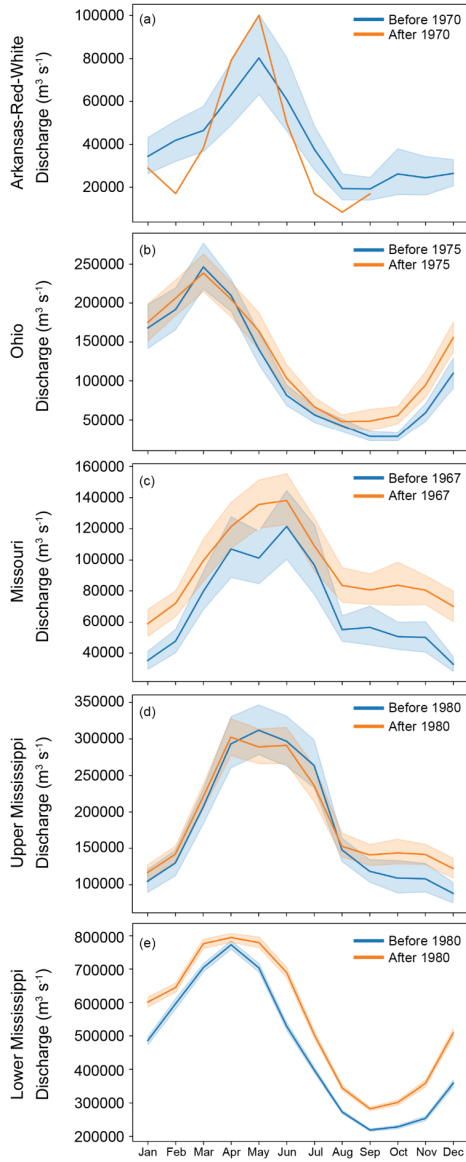 Arkansas-Red-White
Discharge (m³ s⁻¹)
(a)
Before 1970
After 1970
100000
80000
60000
40000
20000
Ohio
Discharge (m³ s⁻¹)
(b)
Before 1975
After 1975
250000
200000
150000
100000
50000
Missouri
Discharge (m³ s⁻¹)
(c)
Before 1967
After 1967
160000
140000
120000
100000
80000
60000
40000
Upper Mississippi
Discharge (m³ s⁻¹)
(d)
Before 1980
After 1980
350000
300000
250000
200000
150000
100000
Lower Mississippi
Discharge (m³ s⁻¹)
(e)
Before 1980
After 1980
800000
700000
600000
500000
400000
300000
200000
Jan Feb Mar Apr May Jun Jul Aug Sep Oct Nov Dec